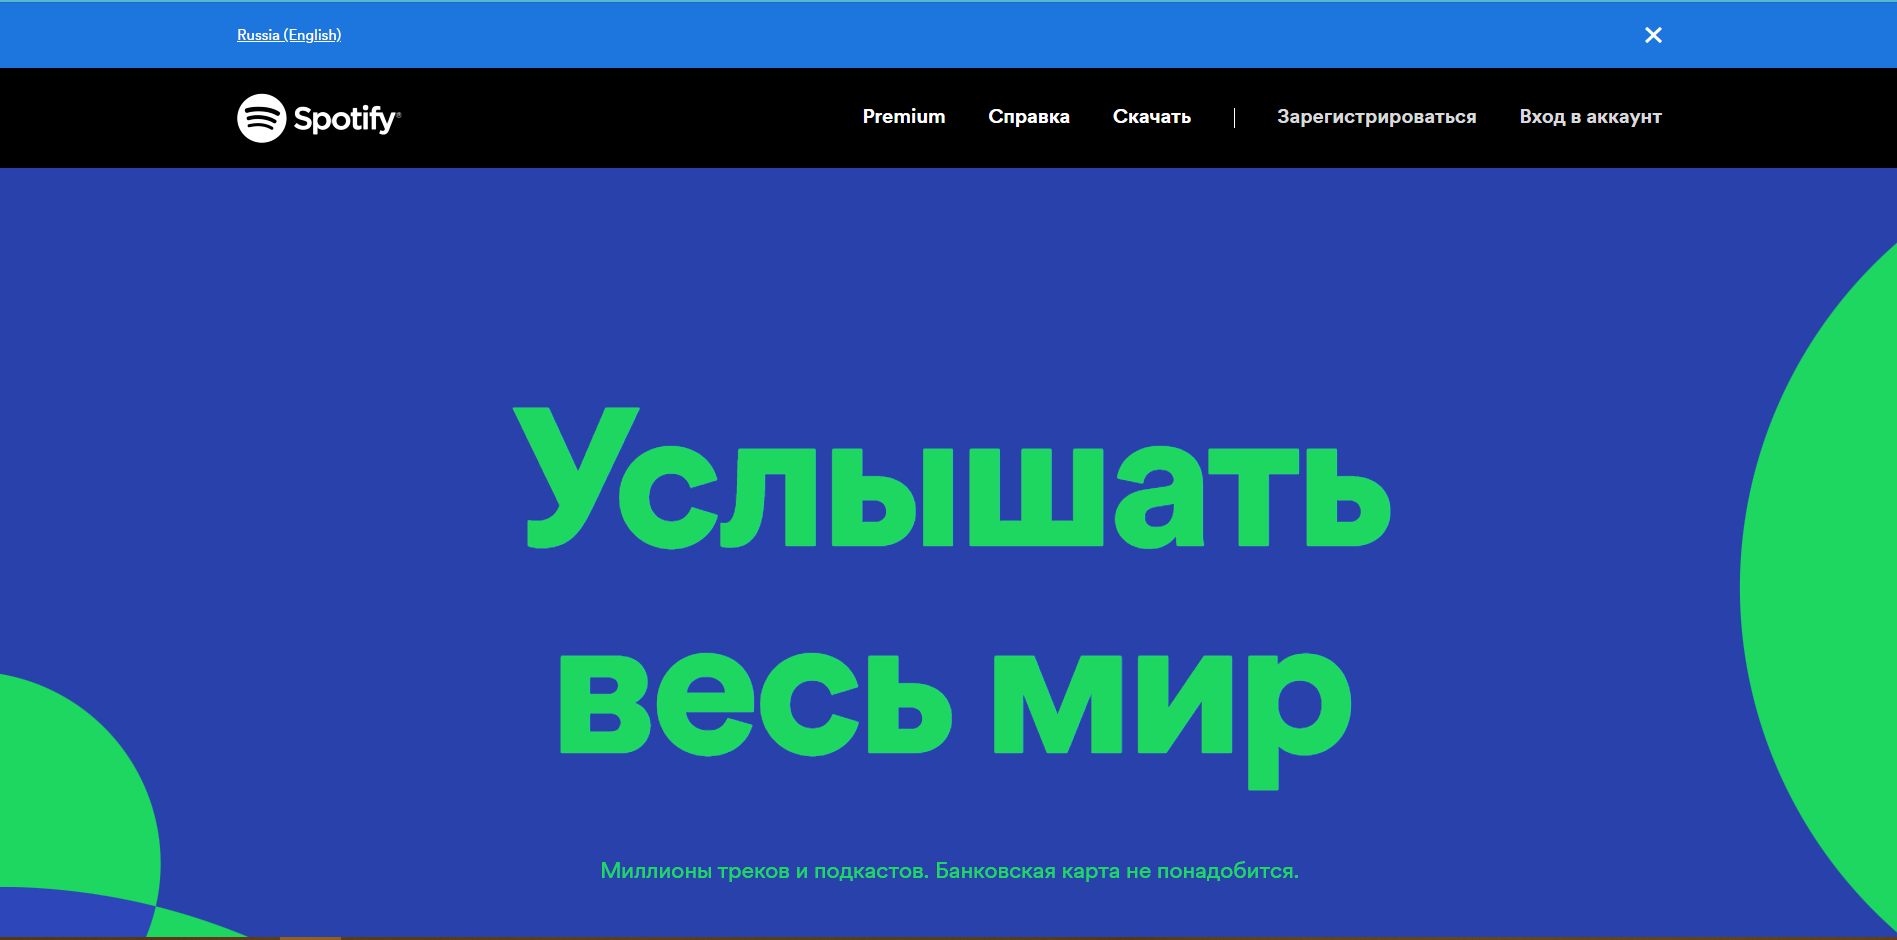 Russia (English)
Spotify®
Premium Справка Скачать | Зарегистрироваться Вход в аккаунт
Услышать
весь мир
Миллионы треков и подкастов. Банковская карта не понадобится.